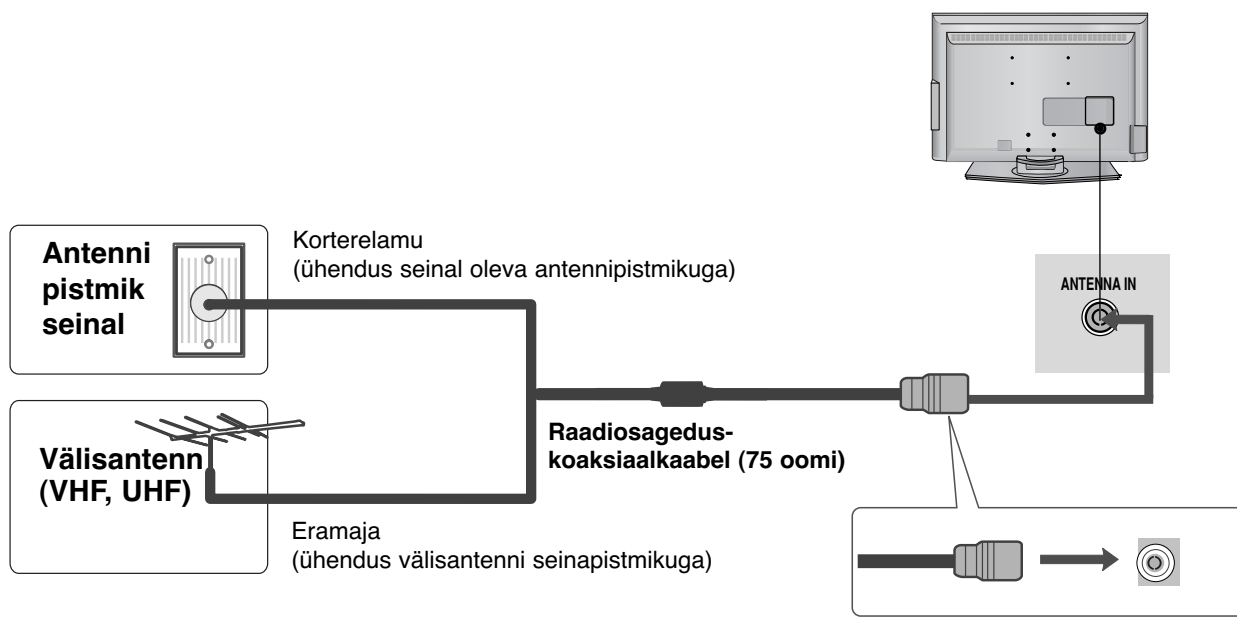 Antenni
pistmik
seinal
Korterelamu
(ühendus seinal oleva antennipistmikuga)
ANTENNA IN
Välisantenn
(VHF, UHF)
Raadiosagedus-
koaksiaalkaabel (75 oomi)
Eramaja
(ühendus välisantenni seinapistmikuga)